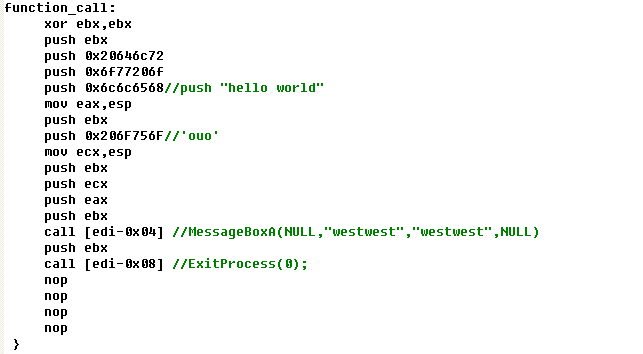 function_call:
xor ebx,ebx
push ebx
push 0x20646c72
push 0x6f77206f
push 0x6c6c6568//push "hello world"
mov eax,esp
push ebx
push 0x206F756F//'ouo'
mov ecx,esp
push ebx
push ecx
push eax
push ebx
call [edi-0x04] //MessageBoxA(NULL,"westwest","westwest",NULL)
push ebx
call [edi-0x08] //ExitProcess(0);
nop
nop
nop
nop
}